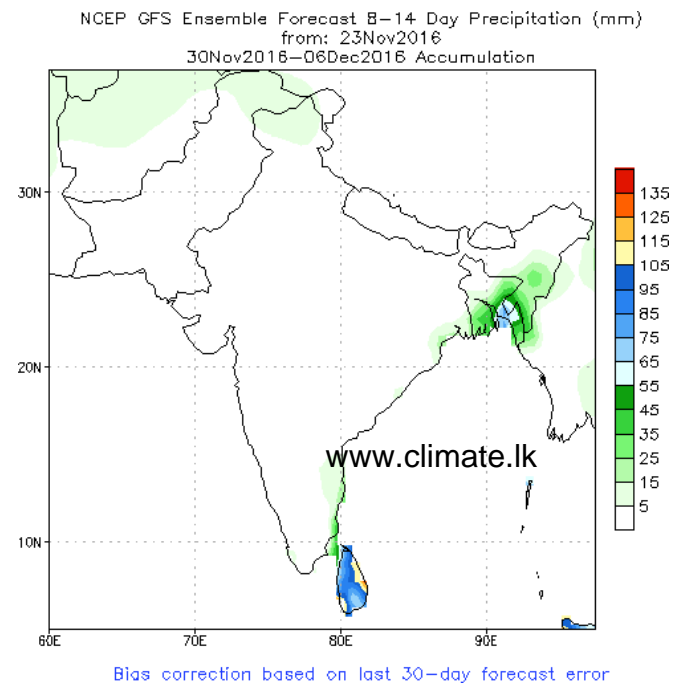 NCEP GFS Ensemble Forecast 8-14 Day Precipitation (mm)
from: 23Nov2016
30Nov2016-06Dec2016 Accumulation
30N
20N
10N
60E 70E 80E 90E
www.climate.lk
135
125
115
105
95
85
75
65
55
45
35
25
15
5
Bias correction based on last 30-day forecast error